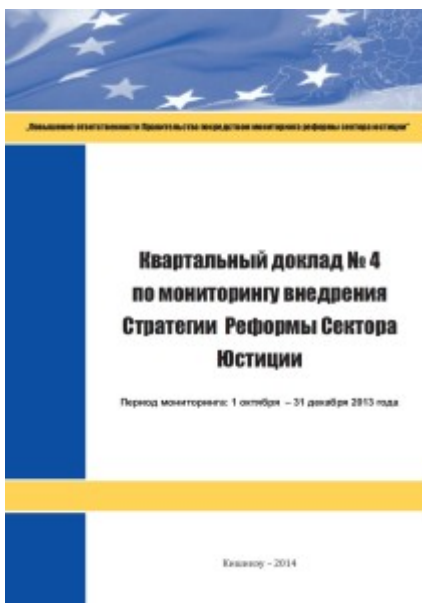 „Повышение ответственности Правительства посредством мониторинга реформы сектора юстиции"
Квартальный доклад № 4
по мониторингу внедрения
Стратегии Реформы Сектора
Юстиции
Период мониторинга: 1 октября – 31 декабря 2013 года
Кишинэу – 2014